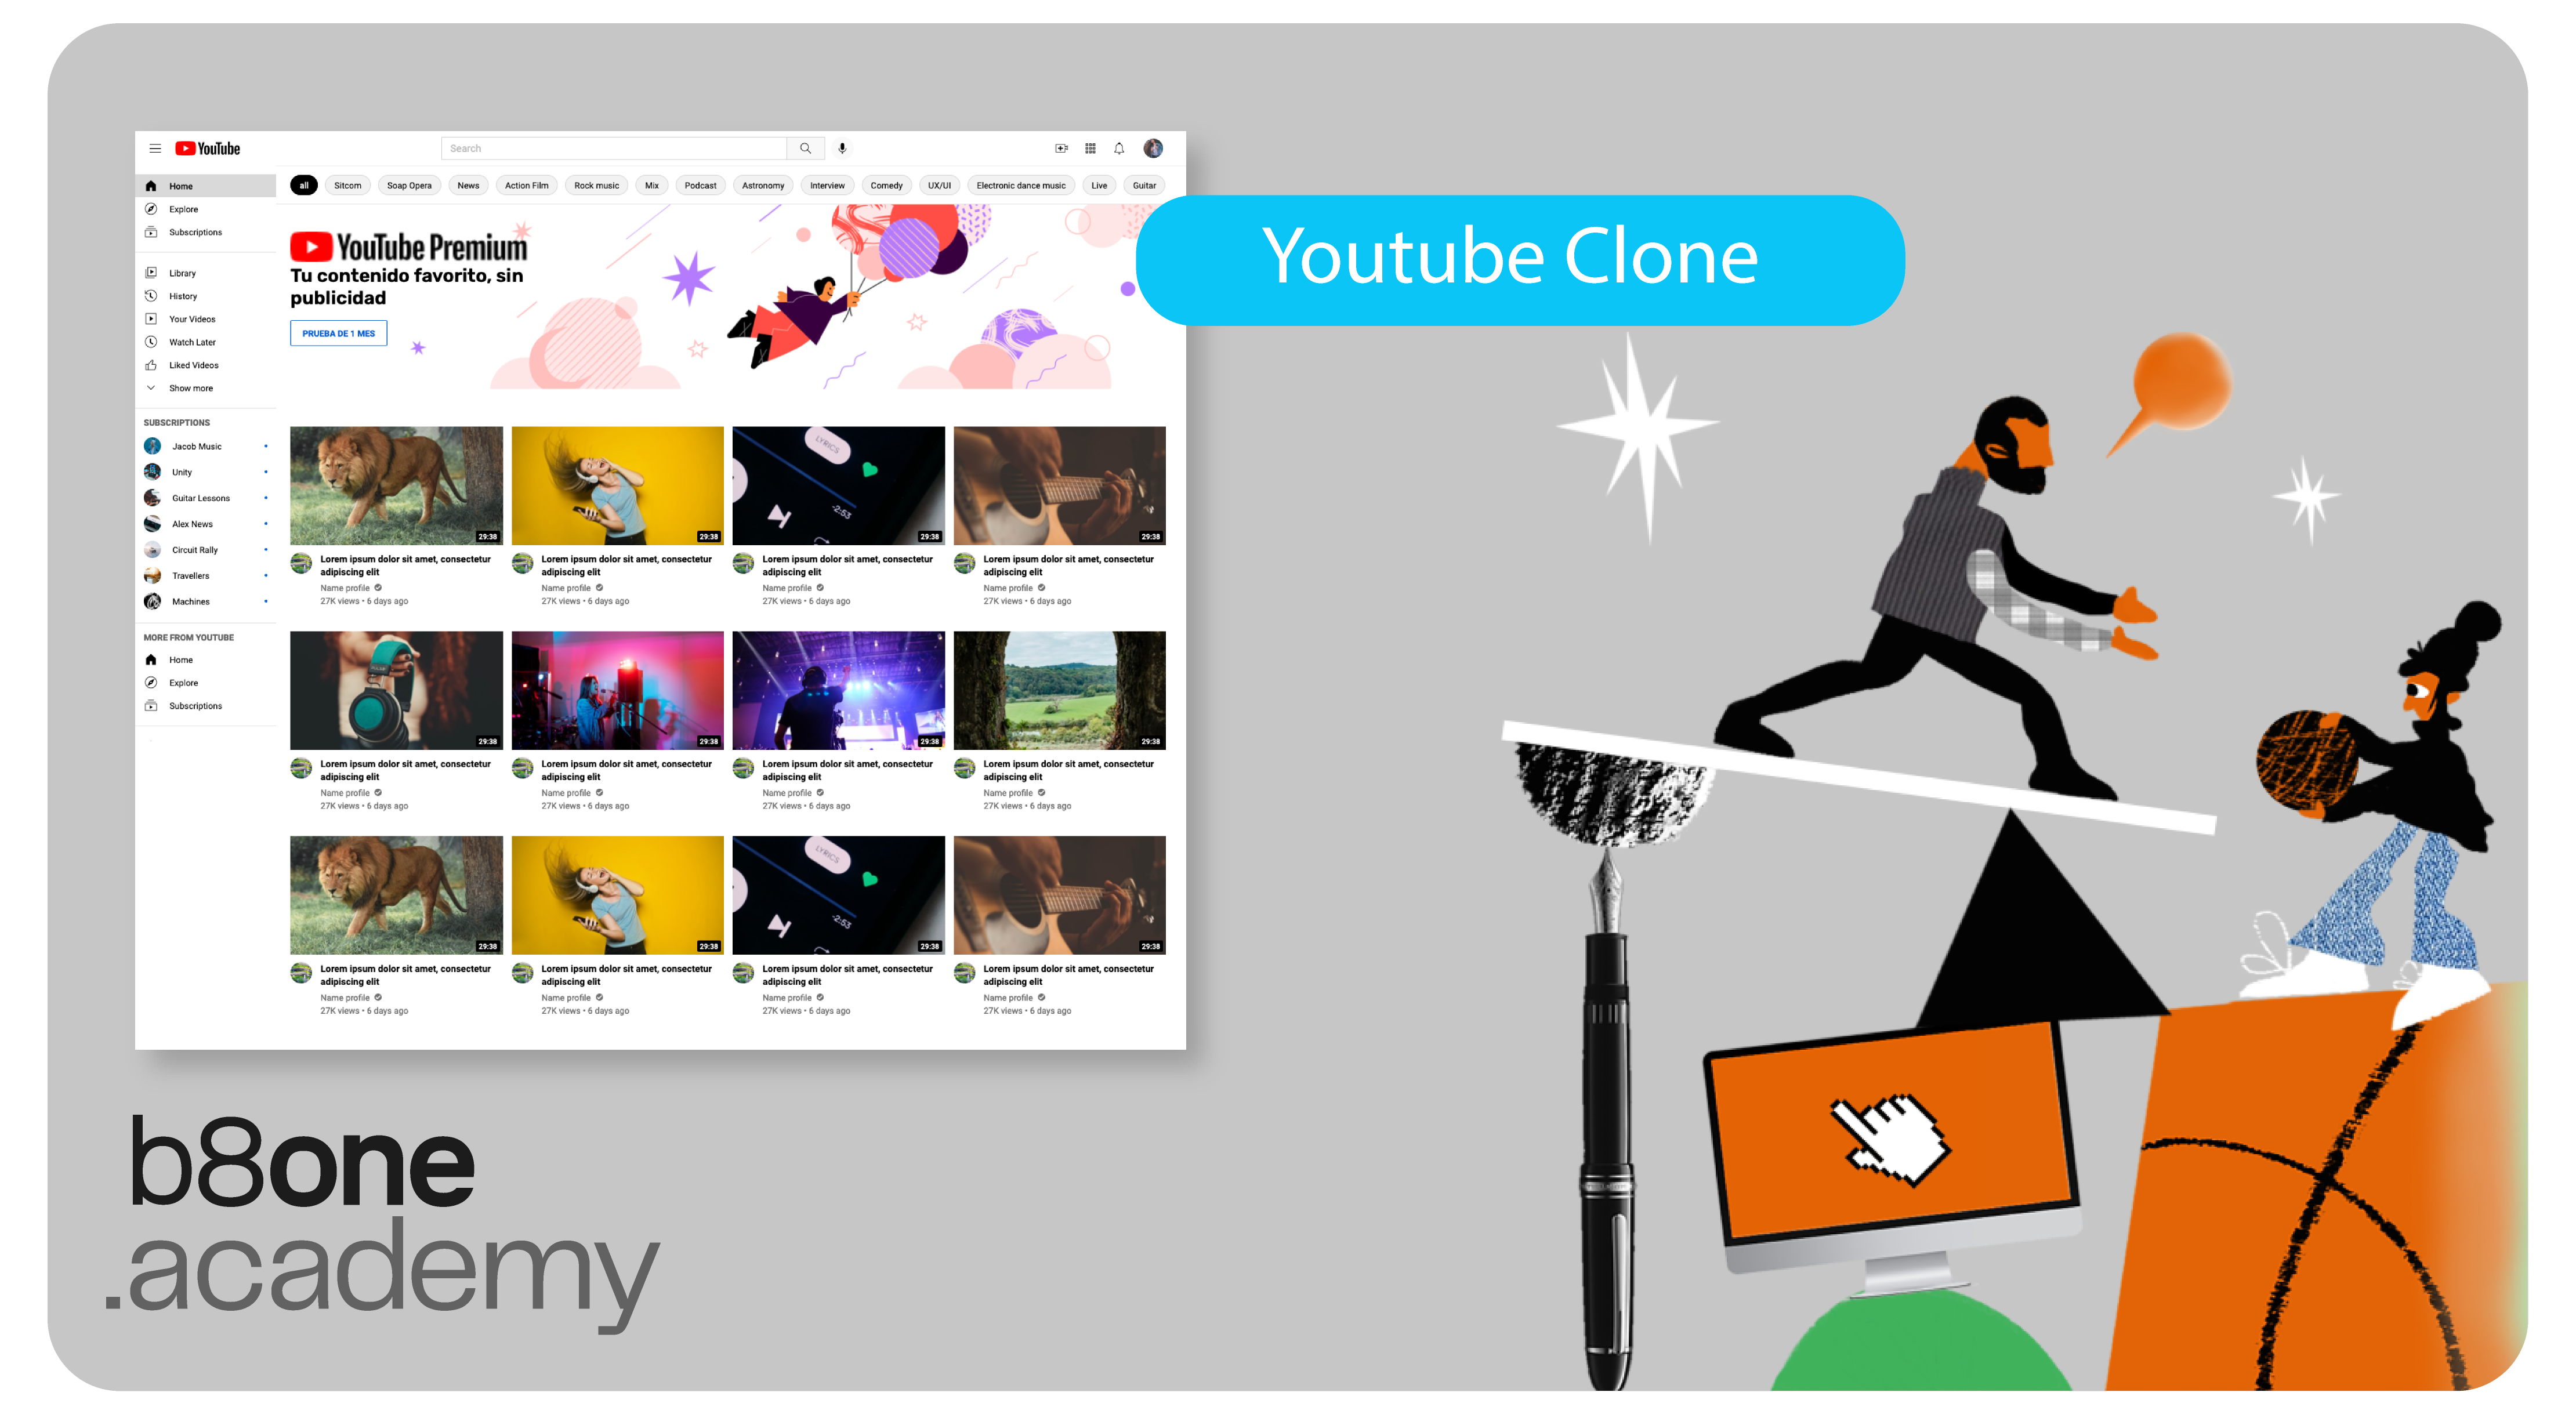 YouTube
Search
Home
Explore
Subscriptions
Library
History
Your Videos
Watch Later
Liked Videos
Show more
SUBSCRIPTIONS
Jacob Music
Unity
Guitar Lessons
Alex News
Circuit Rally
Travellers
Machines
MORE FROM YOUTUBE
Home
Explore
Subscriptions
all Sitcom Soap Opera News Action Film Rock music Mix Podcast Astronomy Interview Comedy UX/UI Electronic dance music Live Guitar
YouTube Premium
Tu contenido favorito, sin
publicidad
PRUEBA DE 1 MES
LYRICS
-2:53
29:38 29:38 29:38 29:38
Lorem ipsum dolor sit amet, consectetur
adipiscing elit
Name profile
27K views • 6 days ago
Lorem ipsum dolor sit amet, consectetur
adipiscing elit
Name profile
27K views • 6 days ago
Lorem ipsum dolor sit amet, consectetur
adipiscing elit
Name profile
27K views • 6 days ago
Lorem ipsum dolor sit amet, consectetur
adipiscing elit
Name profile
27K views • 6 days ago
29:38 29:38 29:38 29:38
Lorem ipsum dolor sit amet, consectetur
adipiscing elit
Name profile
27K views • 6 days ago
Lorem ipsum dolor sit amet, consectetur
adipiscing elit
Name profile
27K views • 6 days ago
Lorem ipsum dolor sit amet, consectetur
adipiscing elit
Name profile
27K views • 6 days ago
Lorem ipsum dolor sit amet, consectetur
adipiscing elit
Name profile
27K views • 6 days ago
LYRICS
-2:53
29:38 29:38 29:38 29:38
Lorem ipsum dolor sit amet, consectetur
adipiscing elit
Name profile
27K views • 6 days ago
Lorem ipsum dolor sit amet, consectetur
adipiscing elit
Name profile
27K views • 6 days ago
Lorem ipsum dolor sit amet, consectetur
adipiscing elit
Name profile
27K views • 6 days ago
Lorem ipsum dolor sit amet, consectetur
adipiscing elit
Name profile
27K views • 6 days ago
Youtube Clone
b8one
.academy